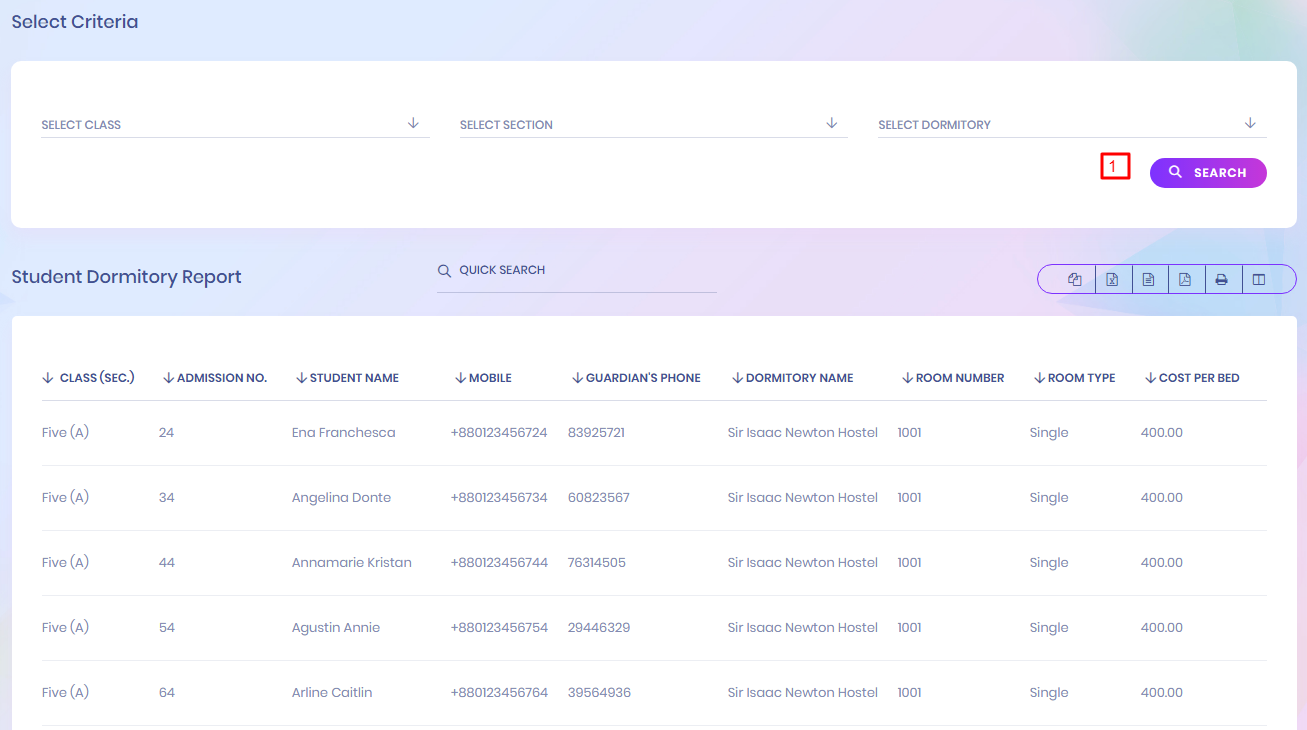 Select Criteria
SELECT CLASS SELECT SECTION SELECT DORMITORY
1 SEARCH
Student Dormitory Report QUICK SEARCH
CLASS (SEC.) ADMISSION NO. STUDENT NAME MOBILE GUARDIAN'S PHONE DORMITORY NAME ROOM NUMBER ROOM TYPE COST PER BED
Five (A) 24 Ena Franchesca +880123456724 83925721 Sir Isaac Newton Hostel 1001 Single 400.00
Five (A) 34 Angelina Donte +880123456734 60823567 Sir Isaac Newton Hostel 1001 Single 400.00
Five (A) 44 Annamarie Kristan +880123456744 76314505 Sir Isaac Newton Hostel 1001 Single 400.00
Five (A) 54 Agustin Annie +880123456754 29446329 Sir Isaac Newton Hostel 1001 Single 400.00
Five (A) 64 Arline Caitlin +880123456764 39564936 Sir Isaac Newton Hostel 1001 Single 400.00